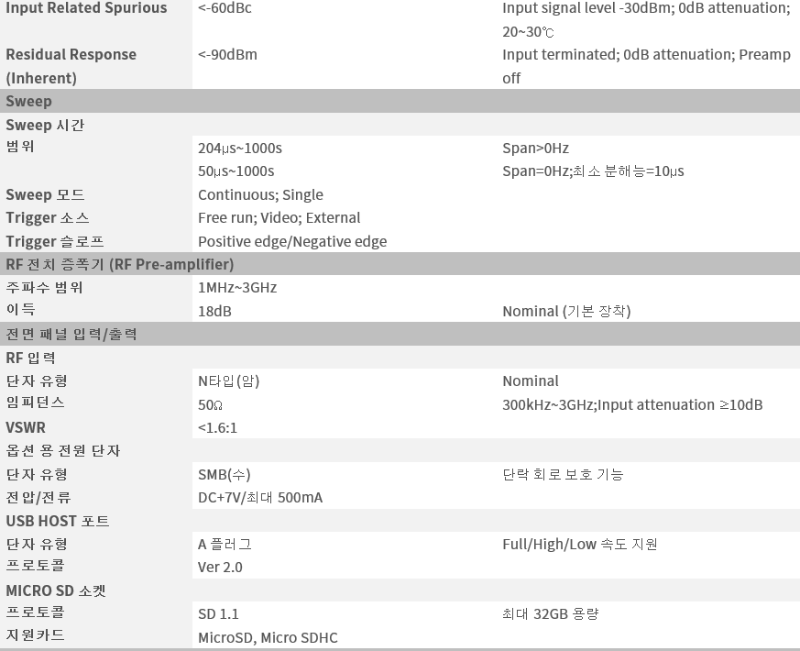 Input Related Spurious <-60dBc Input signal level -30dBm; 0dB attenuation;
20~30℃
Residual Response <-90dBm Input terminated; 0dB attenuation; Preamp
(Inherent) off
Sweep
Sweep 시간
범위 204μs~1000s Span>0Hz
50μs~1000s Span=0Hz;최소 분해능=10μs
Sweep 모드 Continuous; Single
Trigger 소스 Free run; Video; External
Trigger 슬로프 Positive edge/Negative edge
RF 전치 증폭기 (RF Pre-amplifier)
주파수 범위 1MHz~3GHz
이득 18dB Nominal (기본 장착)
전면 패널 입력/출력
RF 입력
단자 유형 N타입(암) Nominal
임피던스 50Ω 300kHz~3GHz;Input attenuation ≥10dB
VSWR <1.6:1
옵션 용 전원 단자
단자 유형 SMB(수) 단락 회로 보호 기능
전압/전류 DC+7V/최대 500mA
USB HOST 포트
단자 유형 A 플러그 Full/High/Low 속도 지원
프로토콜 Ver 2.0
MICRO SD 소켓
프로토콜 SD 1.1 최대 32GB 용량
지원카드 MicroSD, Micro SDHC